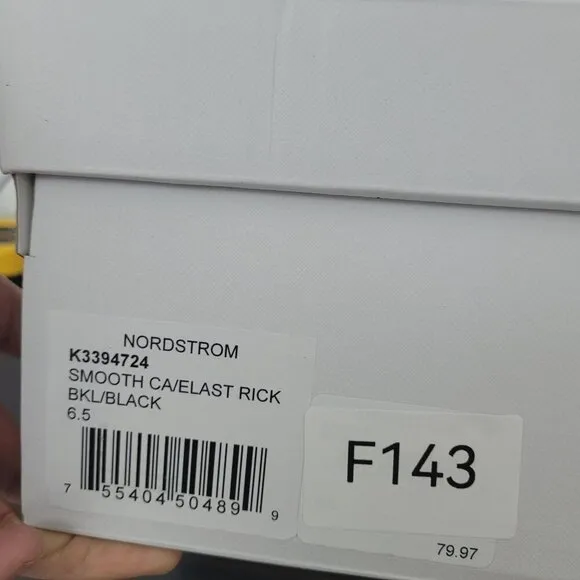 NORDSTROM
K3394724
SMOOTH CA/ELAST RICK
BKL/BLACK
6.5
7 55404 50489 9
F143
79.97